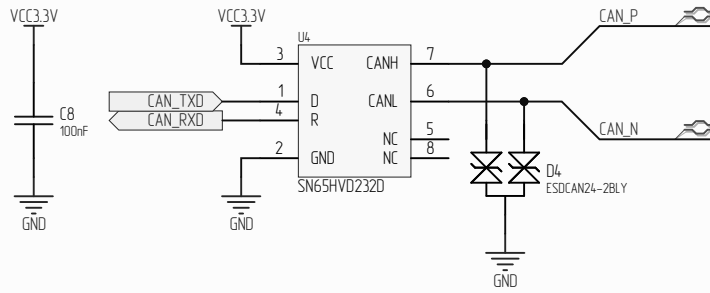 VCC3.3V
C8
100nF
GND
VCC3.3V
U4
3 VCC CANH 7
CAN_TXD 1 D CANL 6
CAN_RXD 4 R
NC 5
2 GND NC 8
SN65HVD232D
GND
CAN_P
CAN_N
D4
ESDCAN24-2BLY
GND